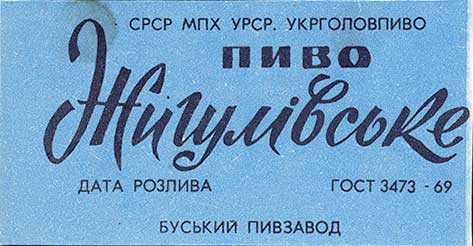 СРСР МПХ УРСР. УКРГОЛОВПИВО
ПИВО
Жигулівське
ДАТА РОЗЛИВА ГОСТ 3473 - 69
БУСЬКИЙ ПИВЗАВОД